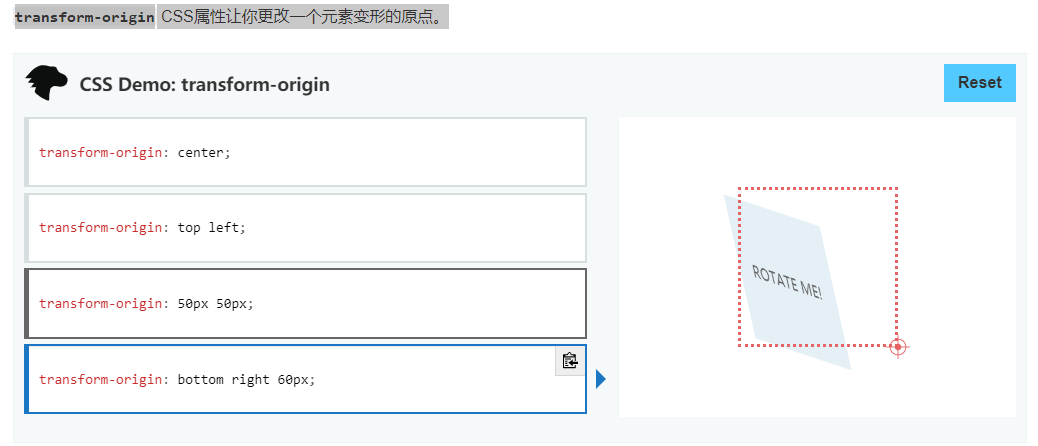 transform-origin CSS属性让你更改一个元素变形的原点。
CSS Demo: transform-origin
Reset
transform-origin: center;
transform-origin: top left;
transform-origin: 50px 50px;
transform-origin: bottom right 60px;
ROTATE ME!